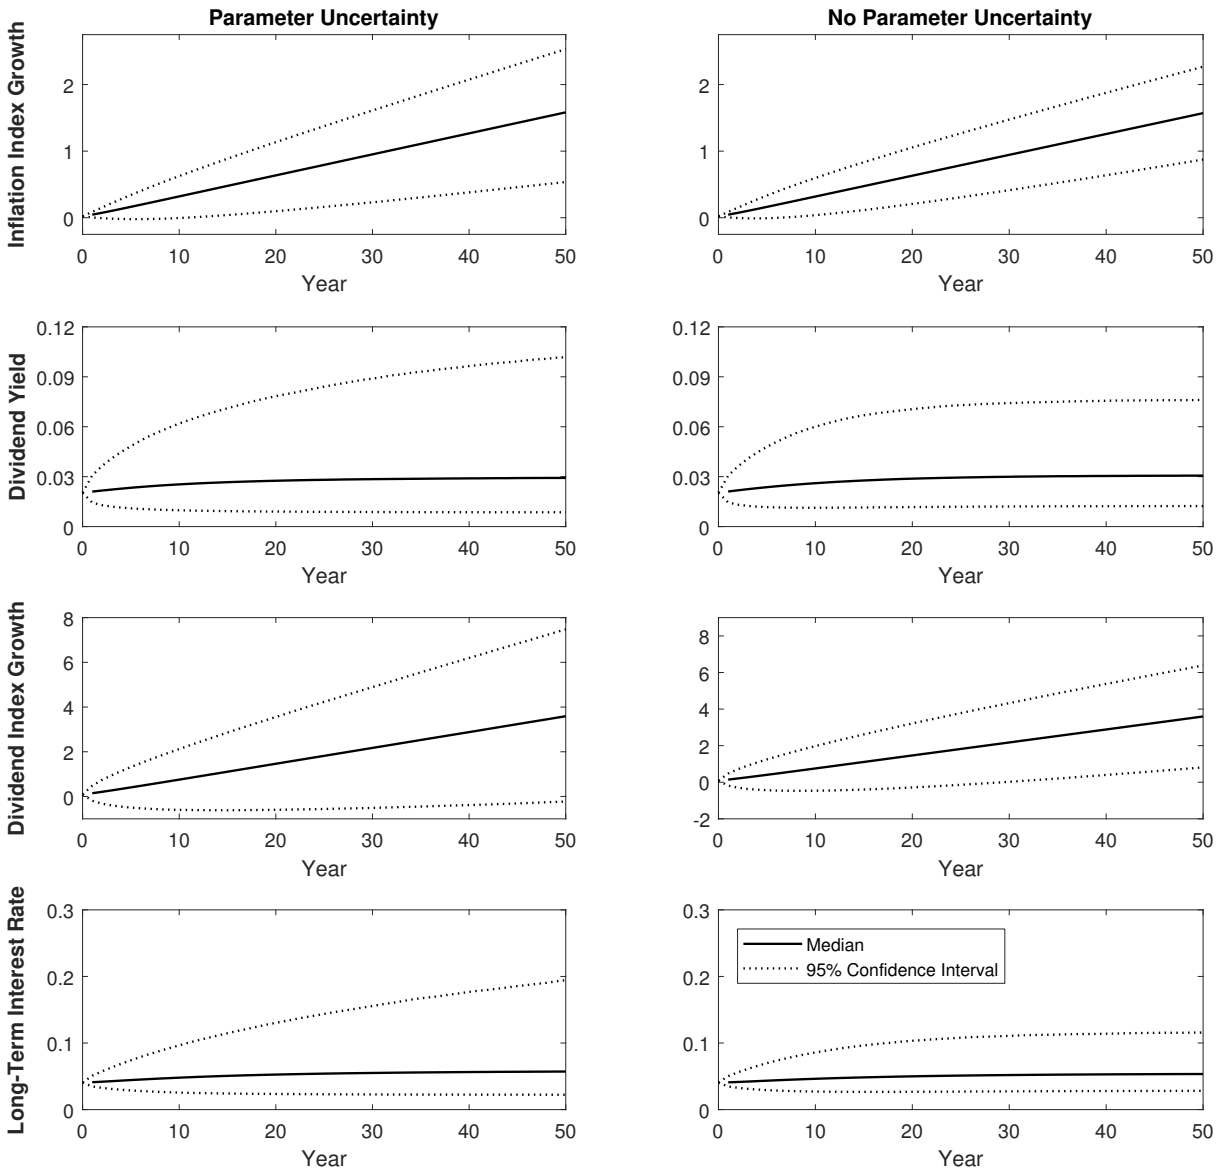 Parameter Uncertainty
No Parameter Uncertainty
Inflation Index Growth
2
1
0
0 10 20 30 40 50
Year
2
1
0
0 10 20 30 40 50
Year
Dividend Yield
0.12
0.09
0.06
0.03
0
0 10 20 30 40 50
Year
0.12
0.09
0.06
0.03
0
0 10 20 30 40 50
Year
Dividend Index Growth
8
6
4
2
0
0 10 20 30 40 50
Year
8
6
4
2
0
-2
0 10 20 30 40 50
Year
Long-Term Interest Rate
0.3
0.2
0.1
0
0 10 20 30 40 50
Year
0.3
0.2
0.1
0
Median
95% Confidence Interval
0 10 20 30 40 50
Year